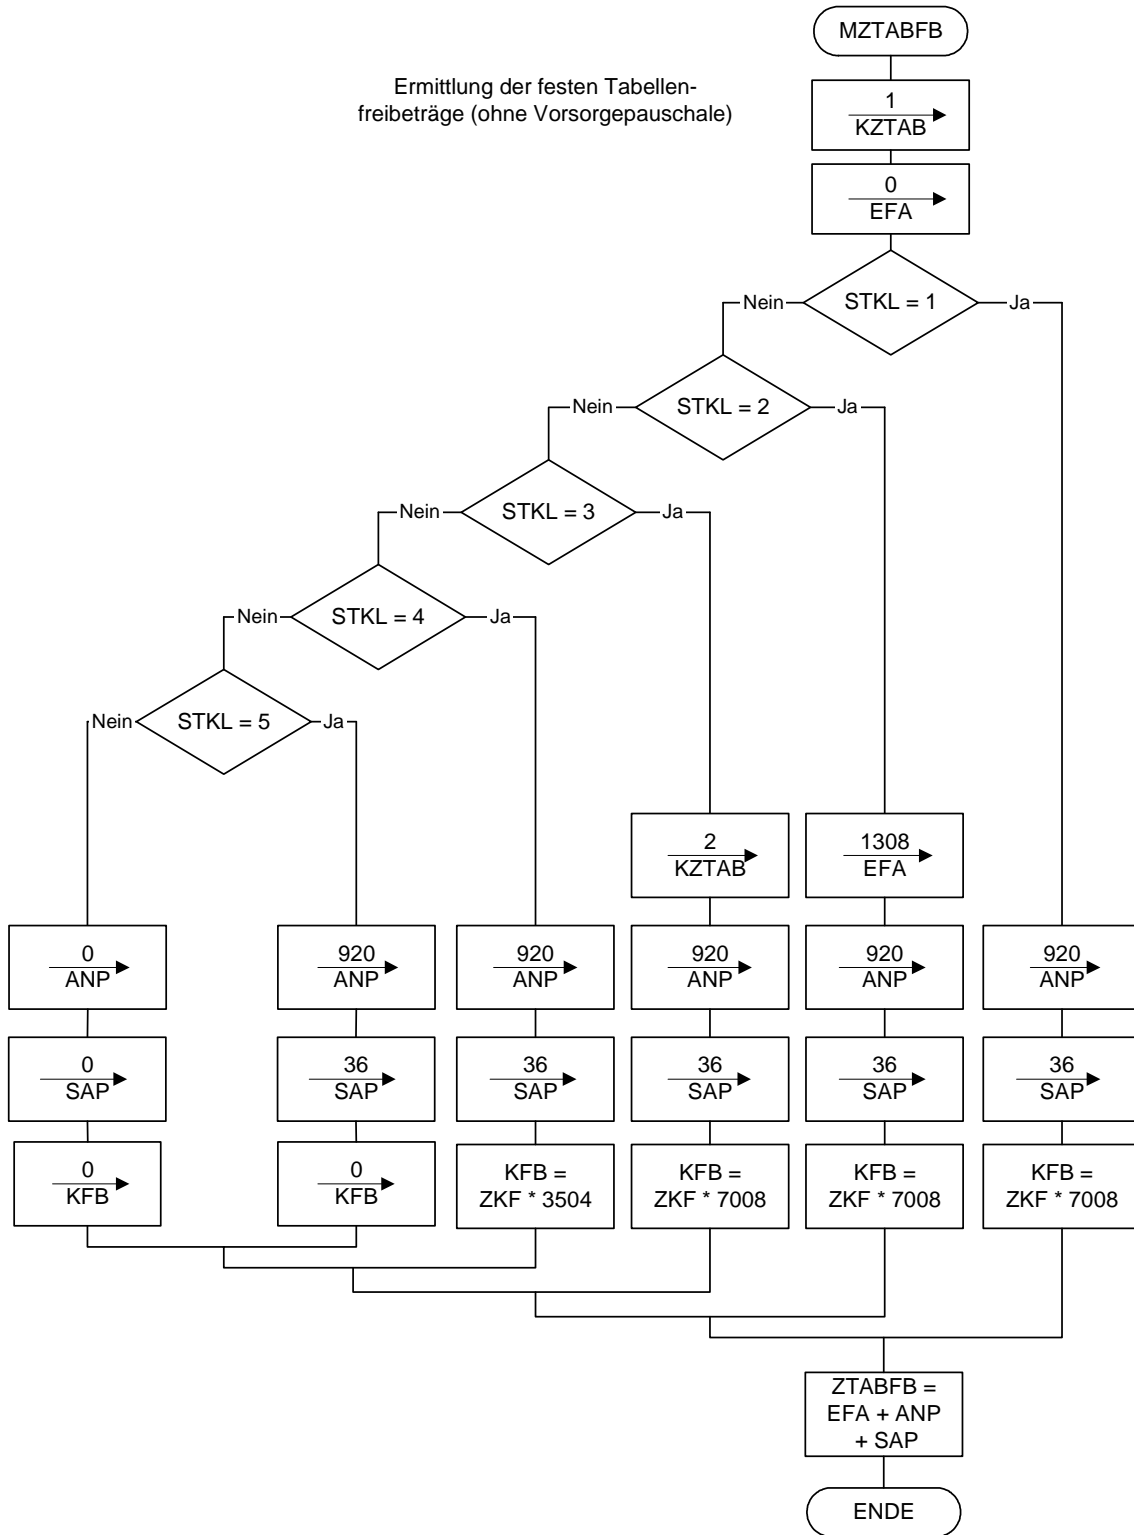 MZTABFB
Ermittlung der festen Tabellen-
freibeträge (ohne Vorsorgepauschale)
1
KZTAB
0
EFA
Nein
STKL = 1
Ja
Nein
STKL = 2
Ja
Nein
STKL = 3
Ja
Nein
STKL = 4
Ja
Nein
STKL = 5
Ja
2
KZTAB
1308
EFA
0
ANP
920
ANP
920
ANP
920
ANP
920
ANP
920
ANP
0
SAP
36
SAP
36
SAP
36
SAP
36
SAP
36
SAP
0
KFB
0
KFB
KFB =
ZKF * 3504
KFB =
ZKF * 7008
KFB =
ZKF * 7008
KFB =
ZKF * 7008
ZTABFB =
EFA + ANP
+ SAP
ENDE